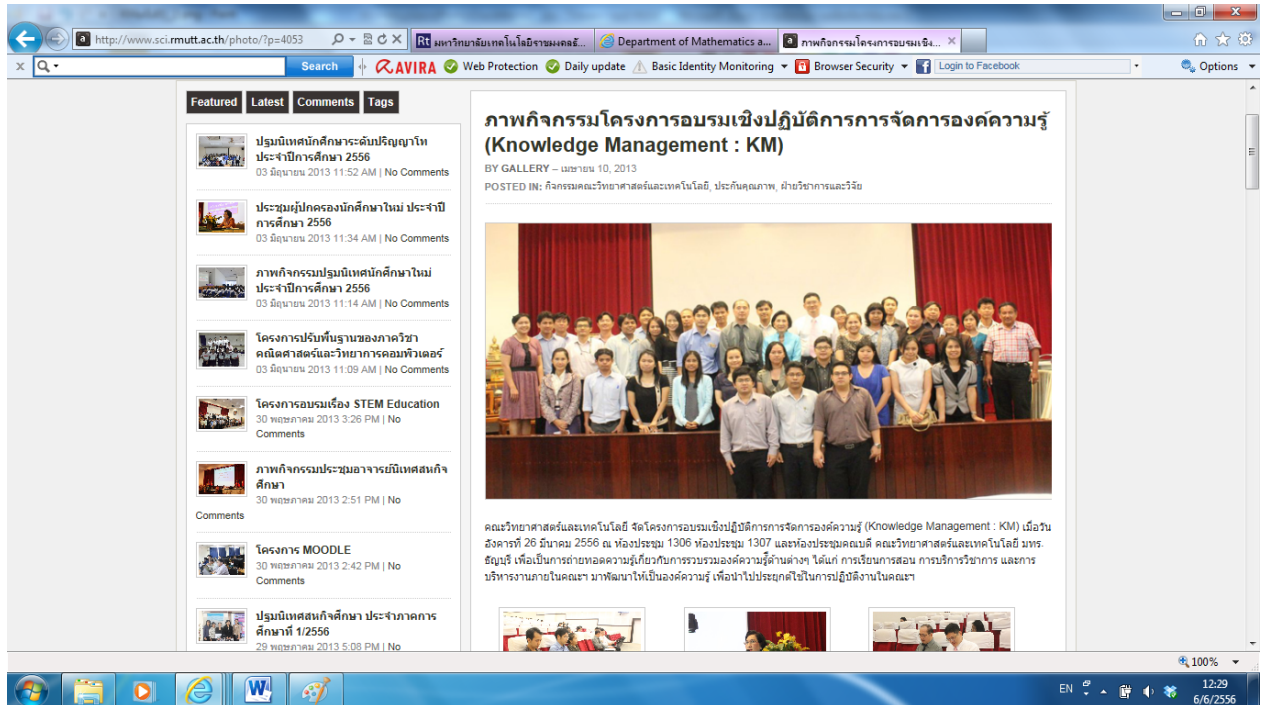 http://www.sci.rmutt.ac.th/photo/?p=4053
Rt มหาวิทยาลัยเทคโนโลยีราชมงคลธั...
Department of Mathematics a...
ภาพกิจกรรมโครงการอบรมเชิง...
Search
AVIRA Web Protection Daily update Basic Identity Monitoring Browser Security Login to Facebook Options
Featured Latest Comments Tags
ปฐมนิเทศนักศึกษาระดับปริญญาโท
ประจำปีการศึกษา 2556
03 มิถุนายน 2013 11:52 AM | No Comments
ประชุมผู้ปกครองนักศึกษาใหม่ ประจำปี
การศึกษา 2556
03 มิถุนายน 2013 11:34 AM | No Comments
ภาพกิจกรรมปฐมนิเทศนักศึกษาใหม่
ประจำปีการศึกษา 2556
03 มิถุนายน 2013 11:14 AM | No Comments
โครงการปรับพื้นฐานของภาควิชา
คณิตศาสตร์และวิทยาการคอมพิวเตอร์
03 มิถุนายน 2013 11:09 AM | No Comments
โครงการอบรมเรื่อง STEM Education
30 พฤษภาคม 2013 3:26 PM | No
Comments
ภาพกิจกรรมประชุมอาจารย์นิเทศสหกิจ
ศึกษา
30 พฤษภาคม 2013 2:51 PM | No
Comments
โครงการ MOODLE
30 พฤษภาคม 2013 2:42 PM | No
Comments
ปฐมนิเทศสหกิจศึกษา ประจำภาคการ
ศึกษาที่ 1/2556
29 พฤษภาคม 2013 5:08 PM | No
ภาพกิจกรรมโครงการอบรมเชิงปฏิบัติการการจัดการองค์ความรู้
(Knowledge Management : KM)
BY GALLERY – เมษายน 10, 2013
POSTED IN: กิจกรรมคณะวิทยาศาสตร์และเทคโนโลยี, ประกันคุณภาพ, ฝ่ายวิชาการและวิจัย
คณะวิทยาศาสตร์และเทคโนโลยี จัดโครงการอบรมเชิงปฏิบัติการการจัดการองค์ความรู้ (Knowledge Management : KM) เมื่อวัน
อังคารที่ 26 มีนาคม 2556 ณ ห้องประชุม 1306 ห้องประชุม 1307 และห้องประชุมคณบดี คณะวิทยาศาสตร์และเทคโนโลยี มทร.
ธัญบุรี เพื่อเป็นการถ่ายทอดความรู้เกี่ยวกับการรวบรวมองค์ความรู้ด้านต่างๆ ได้แก่ การเรียนการสอน การบริการวิชาการ และการ
บริหารงานภายในคณะฯ มาพัฒนาให้เป็นองค์ความรู้ เพื่อนำไปประยุกต์ใช้ในการปฏิบัติงานในคณะฯ
100%
EN
12:29
6/6/2556